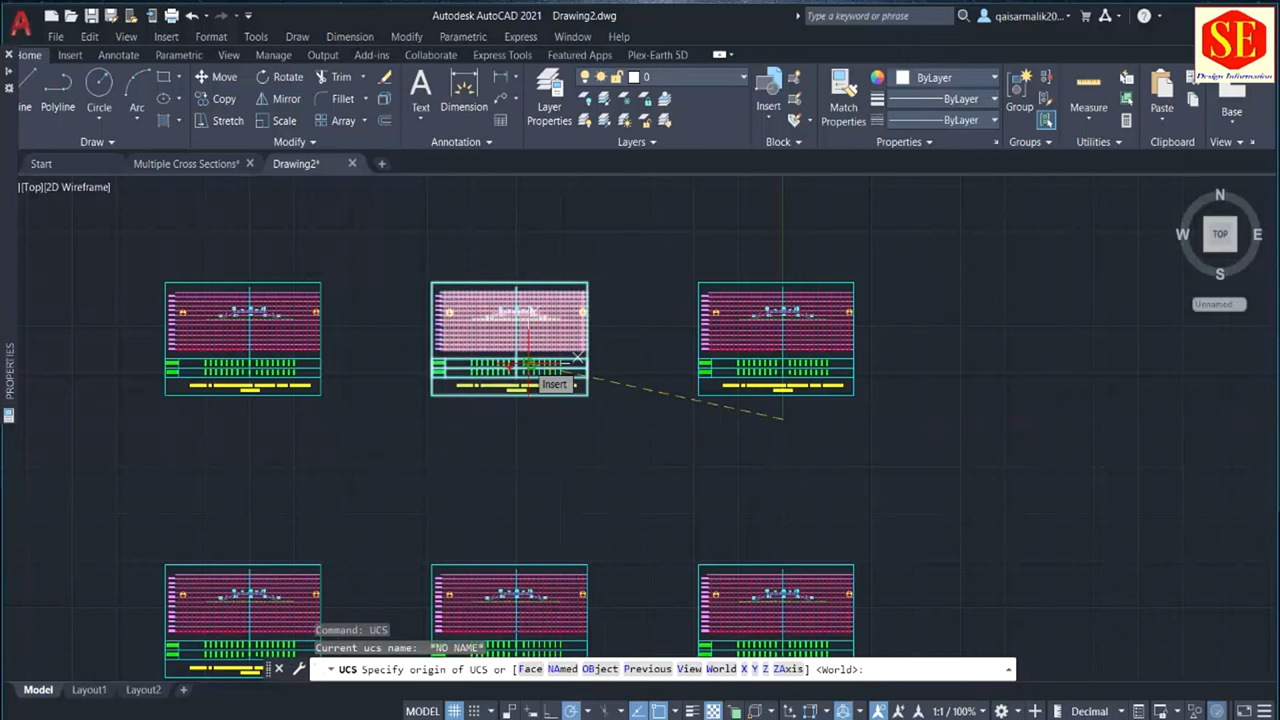 Autodesk AutoCAD 2021 Drawing2.dwg
Type a keyword or phrase
qaisarmalik20...
SE
Design Information
File Edit View Insert Format Tools Draw Dimension Modify Parametric Express Window Help
Home Insert Annotate Parametric View Manage Output Add-ins Collaborate Express Tools Featured Apps Plex-Earth 5D
Polyline Circle Arc
Move Rotate Trim
Copy Mirror Fillet
Stretch Scale Array
Text Dimension
Layer Properties
0
Insert
Match Properties
ByLayer
ByLayer
ByLayer
Group
Measure
Paste
Base
Draw Modify Annotation Layers Block Properties Groups Utilities Clipboard View
Start Multiple Cross Sections* Drawing2*
[Top][2D Wireframe]
N
W TOP E
S
Unnamed
PROPERTIES
Insert
Command: UCS
Current ucs name: *NO NAME*
UCS Specify origin of UCS or [Face NAmed OBject Previous View World X Y Z ZAxis] <World>:
Model Layout1 Layout2
MODEL 1:1 / 100% Decimal